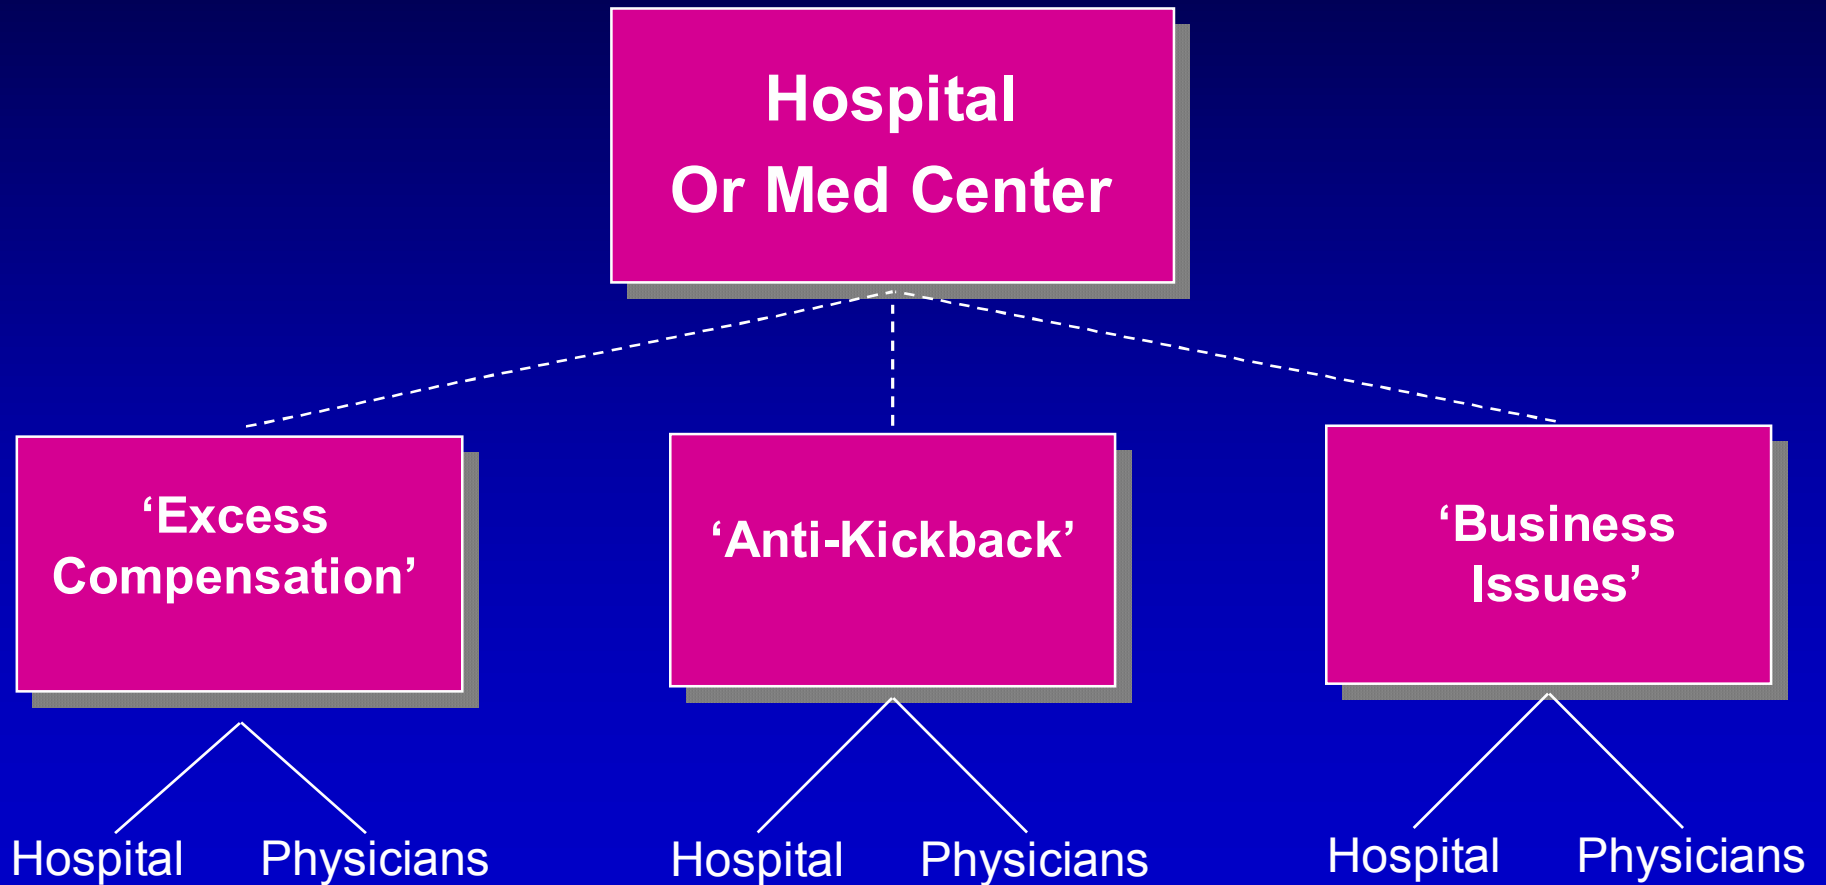 Hospital
Or Med Center
‘Excess
Compensation’
‘Anti-Kickback’
‘Business
Issues’
Hospital Physicians
Hospital Physicians
Hospital Physicians